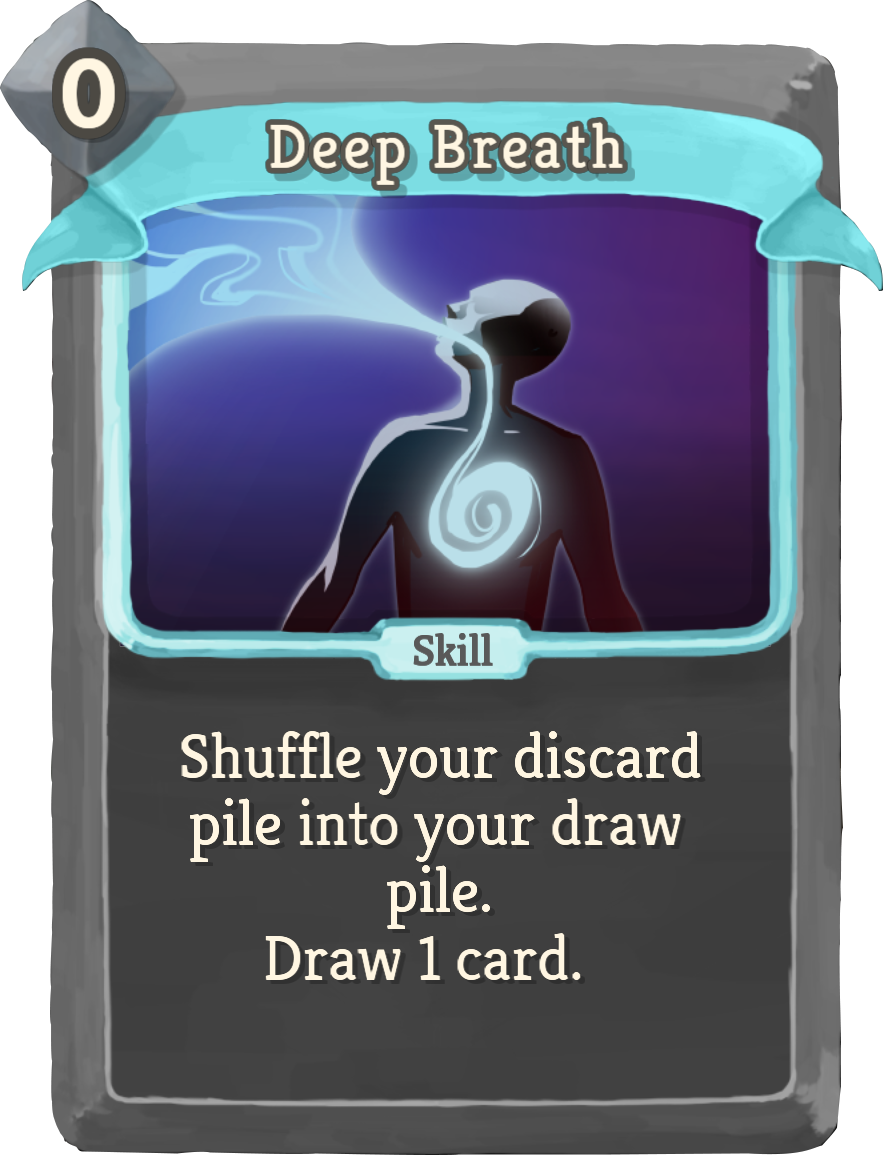 0
Deep Breath
Skill
Shuffle your discard
pile into your draw
pile.
Draw 1 card.